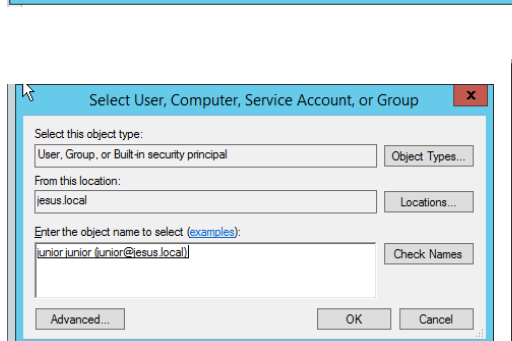 Select User, Computer, Service Account, or Group
x
Select this object type:
User, Group, or Built-in security principal
Object Types...
From this location:
jesus.local
Locations...
Enter the object name to select (examples):
junior junior (junior@jesus.local)
Check Names
Advanced...
OK
Cancel